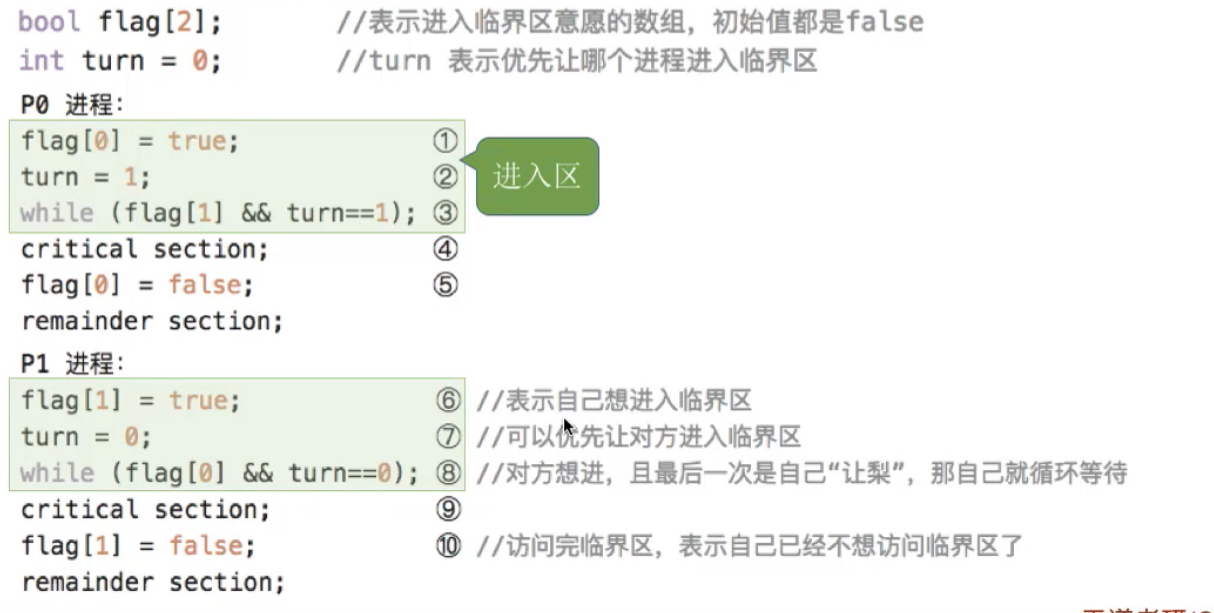 bool flag[2]; //表示进入临界区意愿的数组，初始值都是false
int turn = 0; //turn 表示优先让哪个进程进入临界区
P0 进程：
flag[0] = true; ①
turn = 1; ②
while (flag[1] && turn==1); ③
进入区
critical section; ④
flag[0] = false; ⑤
remainder section;
P1 进程：
flag[1] = true; ⑥ //表示自己想进入临界区
turn = 0; ⑦ //可以优先让对方进入临界区
while (flag[0] && turn==0); ⑧ //对方想进，且最后一次是自己“让梨”，那自己就循环等待
critical section; ⑨
flag[1] = false; ⑩ //访问完临界区，表示自己已经不想访问临界区了
remainder section;